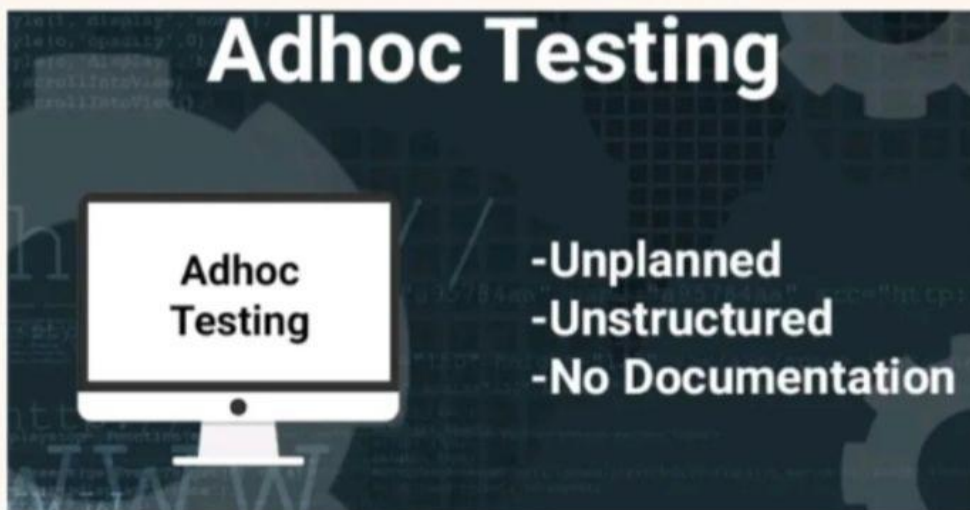 Adhoc Testing
Adhoc
Testing
-Unplanned
-Unstructured
-No Documentation